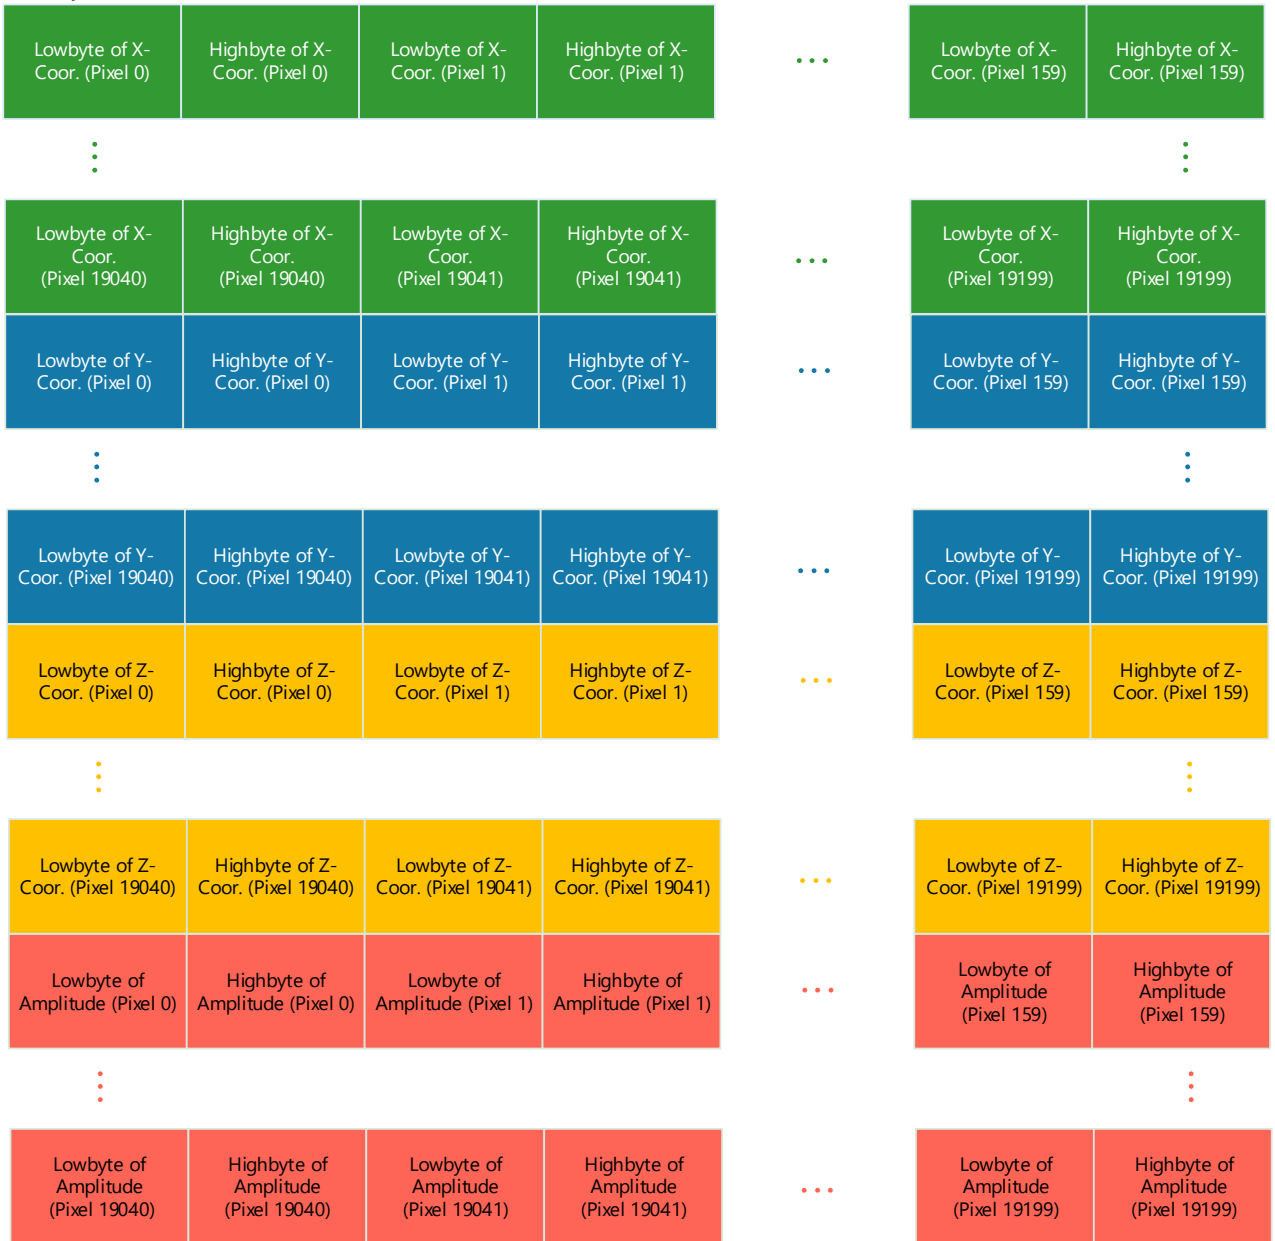 Lowbyte of X-
Coor. (Pixel 0)
Highbyte of X-
Coor. (Pixel 0)
Lowbyte of X-
Coor. (Pixel 1)
Highbyte of X-
Coor. (Pixel 1)
...
Lowbyte of X-
Coor. (Pixel 159)
Highbyte of X-
Coor. (Pixel 159)
Lowbyte of X-
Coor.
(Pixel 19040)
Highbyte of X-
Coor.
(Pixel 19040)
Lowbyte of X-
Coor.
(Pixel 19041)
Highbyte of X-
Coor.
(Pixel 19041)
...
Lowbyte of X-
Coor.
(Pixel 19199)
Highbyte of X-
Coor.
(Pixel 19199)
Lowbyte of Y-
Coor. (Pixel 0)
Highbyte of Y-
Coor. (Pixel 0)
Lowbyte of Y-
Coor. (Pixel 1)
Highbyte of Y-
Coor. (Pixel 1)
...
Lowbyte of Y-
Coor. (Pixel 159)
Highbyte of Y-
Coor. (Pixel 159)
Lowbyte of Y-
Coor. (Pixel 19040)
Highbyte of Y-
Coor. (Pixel 19040)
Lowbyte of Y-
Coor. (Pixel 19041)
Highbyte of Y-
Coor. (Pixel 19041)
...
Lowbyte of Y-
Coor. (Pixel 19199)
Highbyte of Y-
Coor. (Pixel 19199)
Lowbyte of Z-
Coor. (Pixel 0)
Highbyte of Z-
Coor. (Pixel 0)
Lowbyte of Z-
Coor. (Pixel 1)
Highbyte of Z-
Coor. (Pixel 1)
...
Lowbyte of Z-
Coor. (Pixel 159)
Highbyte of Z-
Coor. (Pixel 159)
Lowbyte of Z-
Coor. (Pixel 19040)
Highbyte of Z-
Coor. (Pixel 19040)
Lowbyte of Z-
Coor. (Pixel 19041)
Highbyte of Z-
Coor. (Pixel 19041)
...
Lowbyte of Z-
Coor. (Pixel 19199)
Highbyte of Z-
Coor. (Pixel 19199)
Lowbyte of
Amplitude (Pixel 0)
Highbyte of
Amplitude (Pixel 0)
Lowbyte of
Amplitude (Pixel 1)
Highbyte of
Amplitude (Pixel 1)
...
Lowbyte of
Amplitude
(Pixel 159)
Highbyte of
Amplitude
(Pixel 159)
Lowbyte of
Amplitude
(Pixel 19040)
Highbyte of
Amplitude
(Pixel 19040)
Lowbyte of
Amplitude
(Pixel 19041)
Highbyte of
Amplitude
(Pixel 19041)
...
Lowbyte of
Amplitude
(Pixel 19199)
Highbyte of
Amplitude
(Pixel 19199)